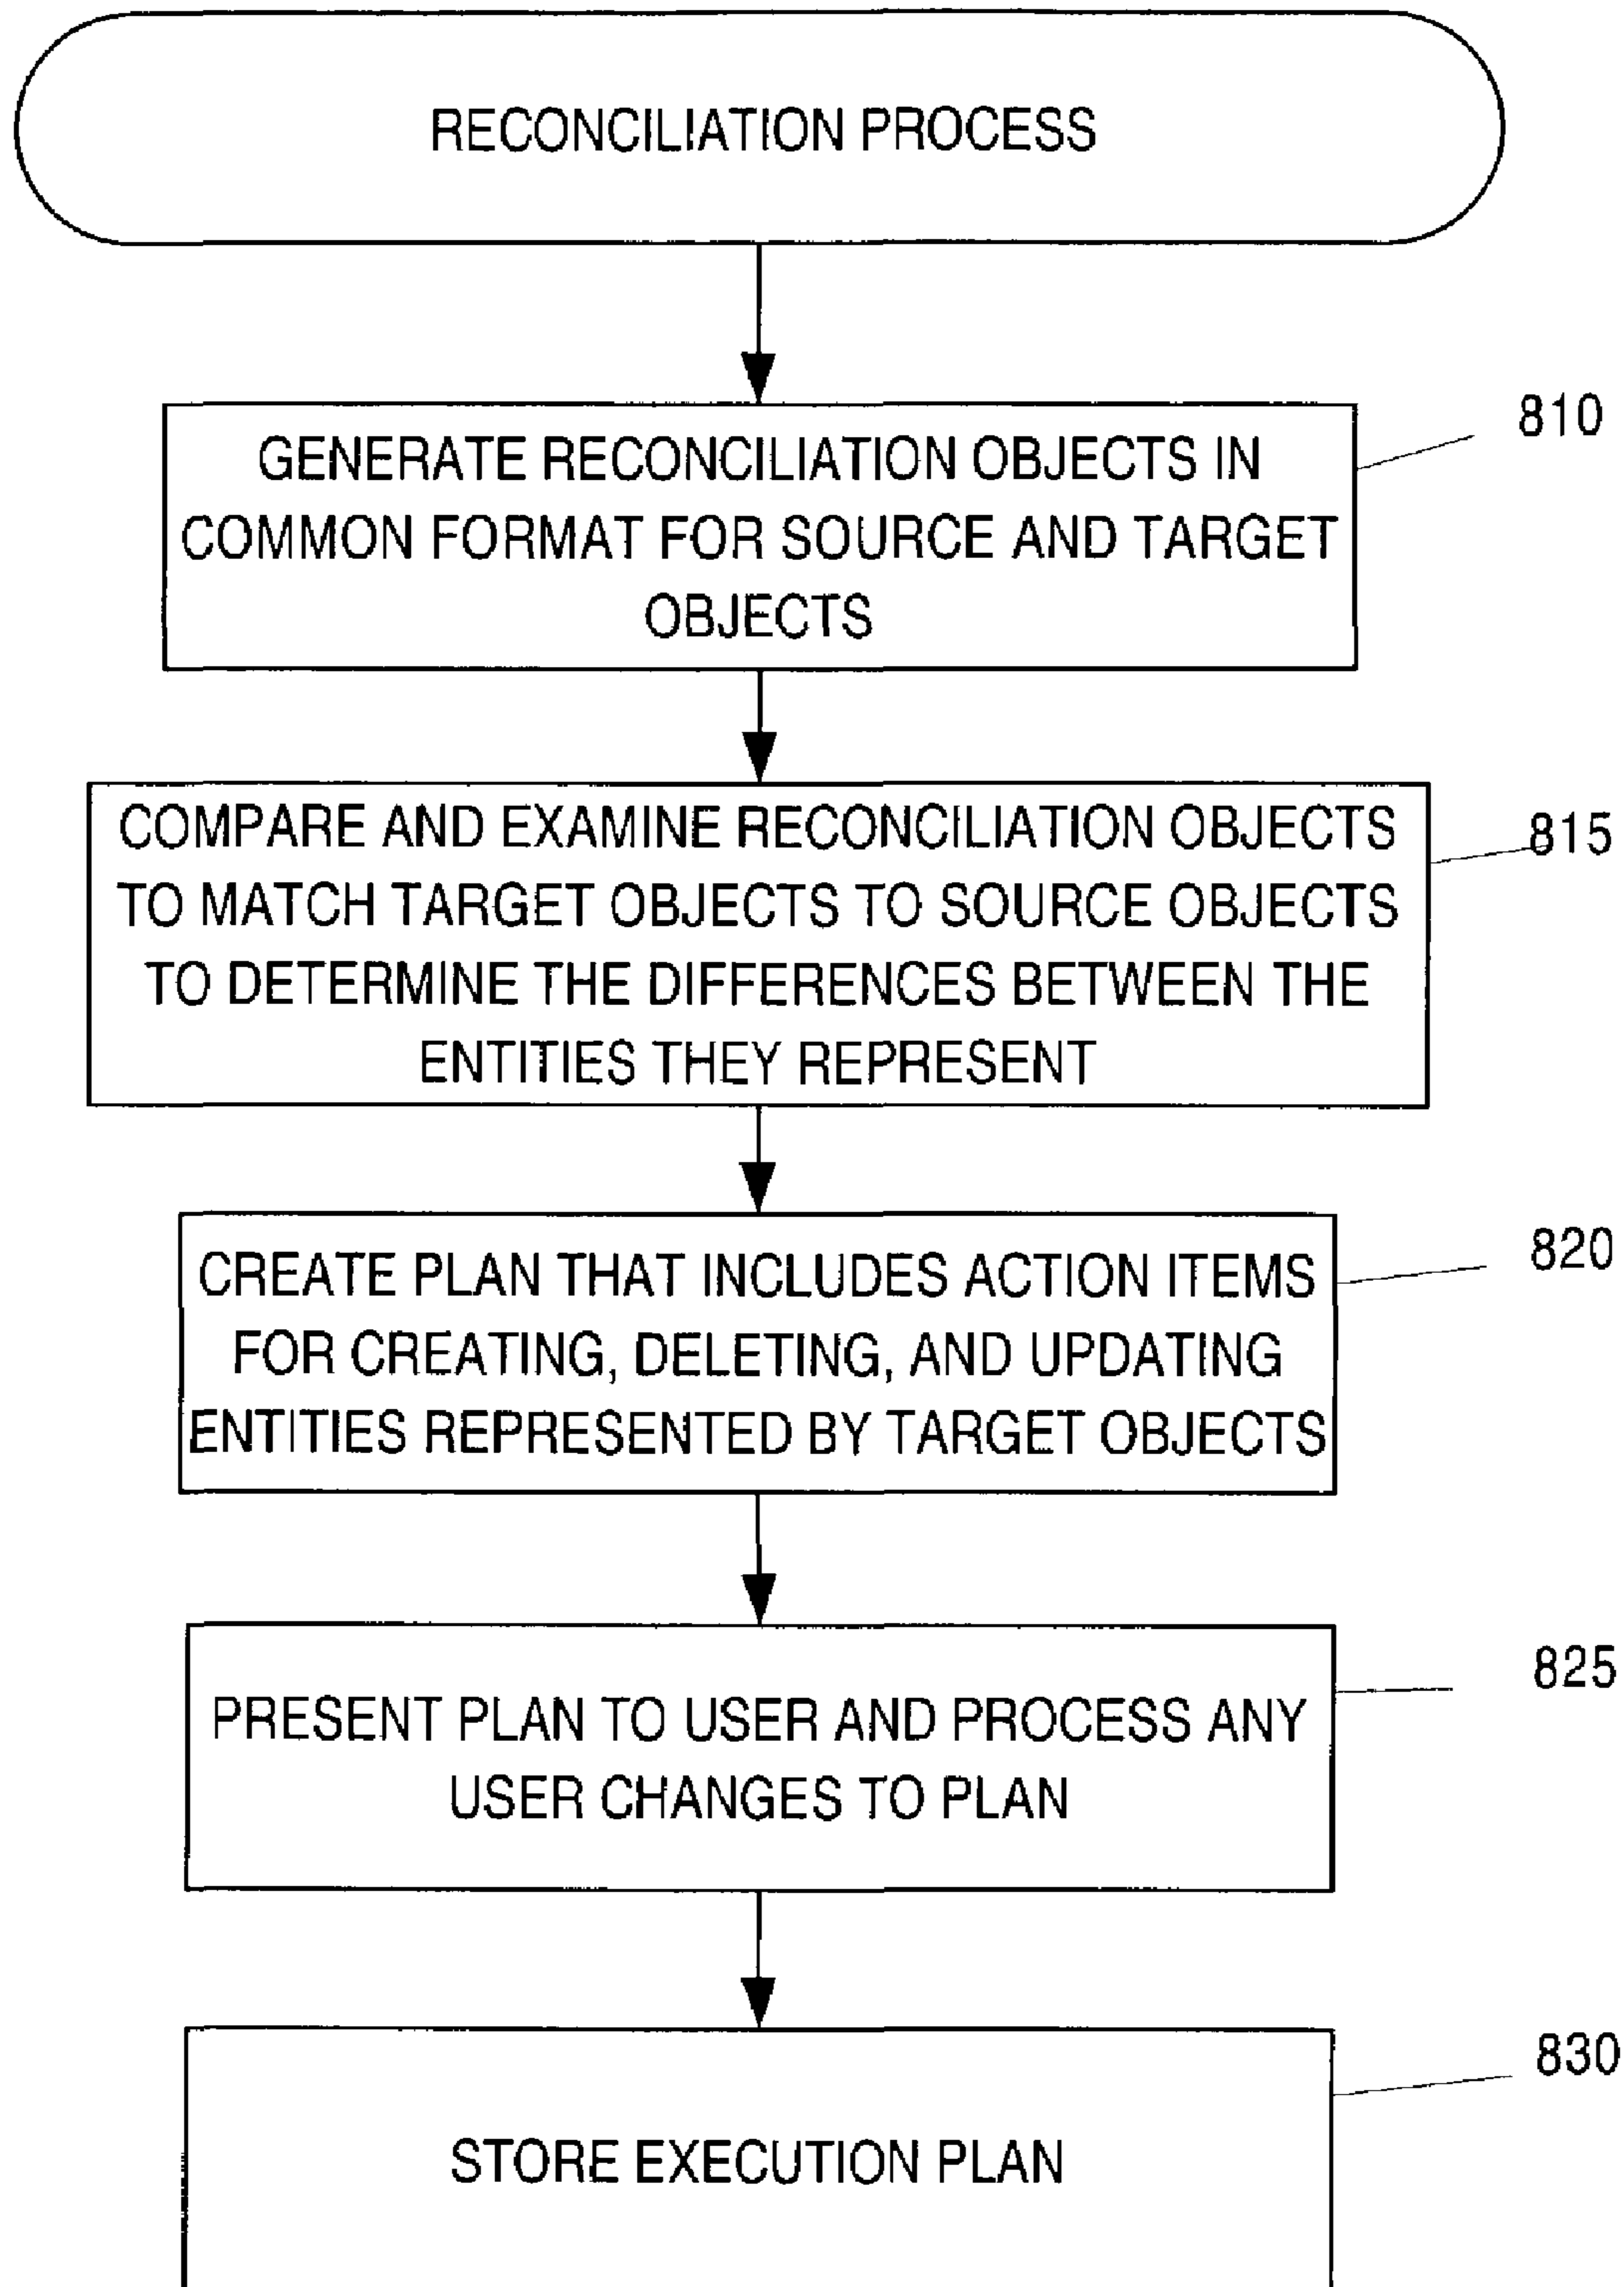 RECONCILIATION PROCESS
810
GENERATE RECONCILIATION OBJECTS IN
COMMON FORMAT FOR SOURCE AND TARGET
OBJECTS
815
COMPARE AND EXAMINE RECONCILIATION OBJECTS
TO MATCH TARGET OBJECTS TO SOURCE OBJECTS
TO DETERMINE THE DIFFERENCES BETWEEN THE
ENTITIES THEY REPRESENT
820
CREATE PLAN THAT INCLUDES ACTION ITEMS
FOR CREATING, DELETING, AND UPDATING
ENTITIES REPRESENTED BY TARGET OBJECTS
825
PRESENT PLAN TO USER AND PROCESS ANY
USER CHANGES TO PLAN
830
STORE EXECUTION PLAN